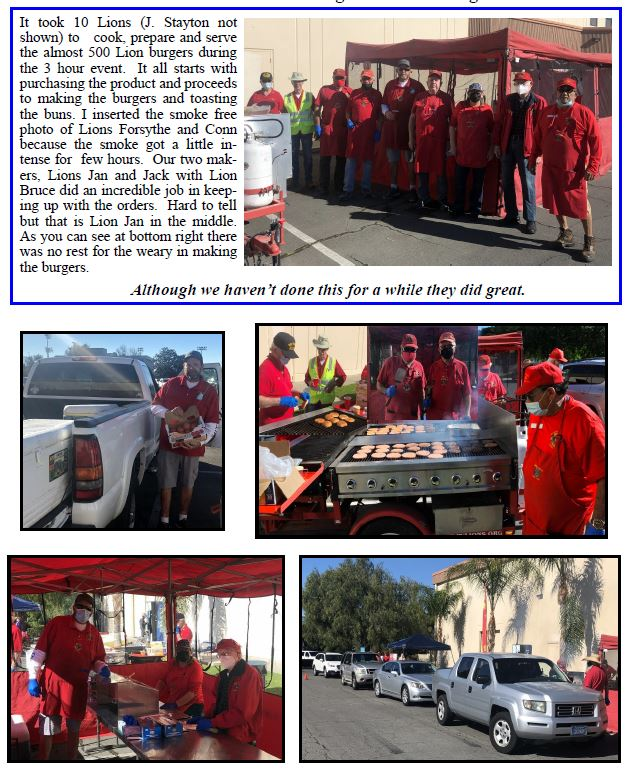 It took 10 Lions (J. Stayton not
shown) to cook, prepare and serve
the almost 500 Lion burgers during
the 3 hour event. It all starts with
purchasing the product and proceeds
to making the burgers and toasting
the buns. I inserted the smoke free
photo of Lions Forsythe and Conn
because the smoke got a little in-
tense for few hours. Our two mak-
ers, Lions Jan and Jack with Lion
Bruce did an incredible job in keep-
ing up with the orders. Hard to tell
but that is Lion Jan in the middle.
As you can see at bottom right there
was no rest for the weary in making
the burgers.
Although we haven't done this for a while they did great.